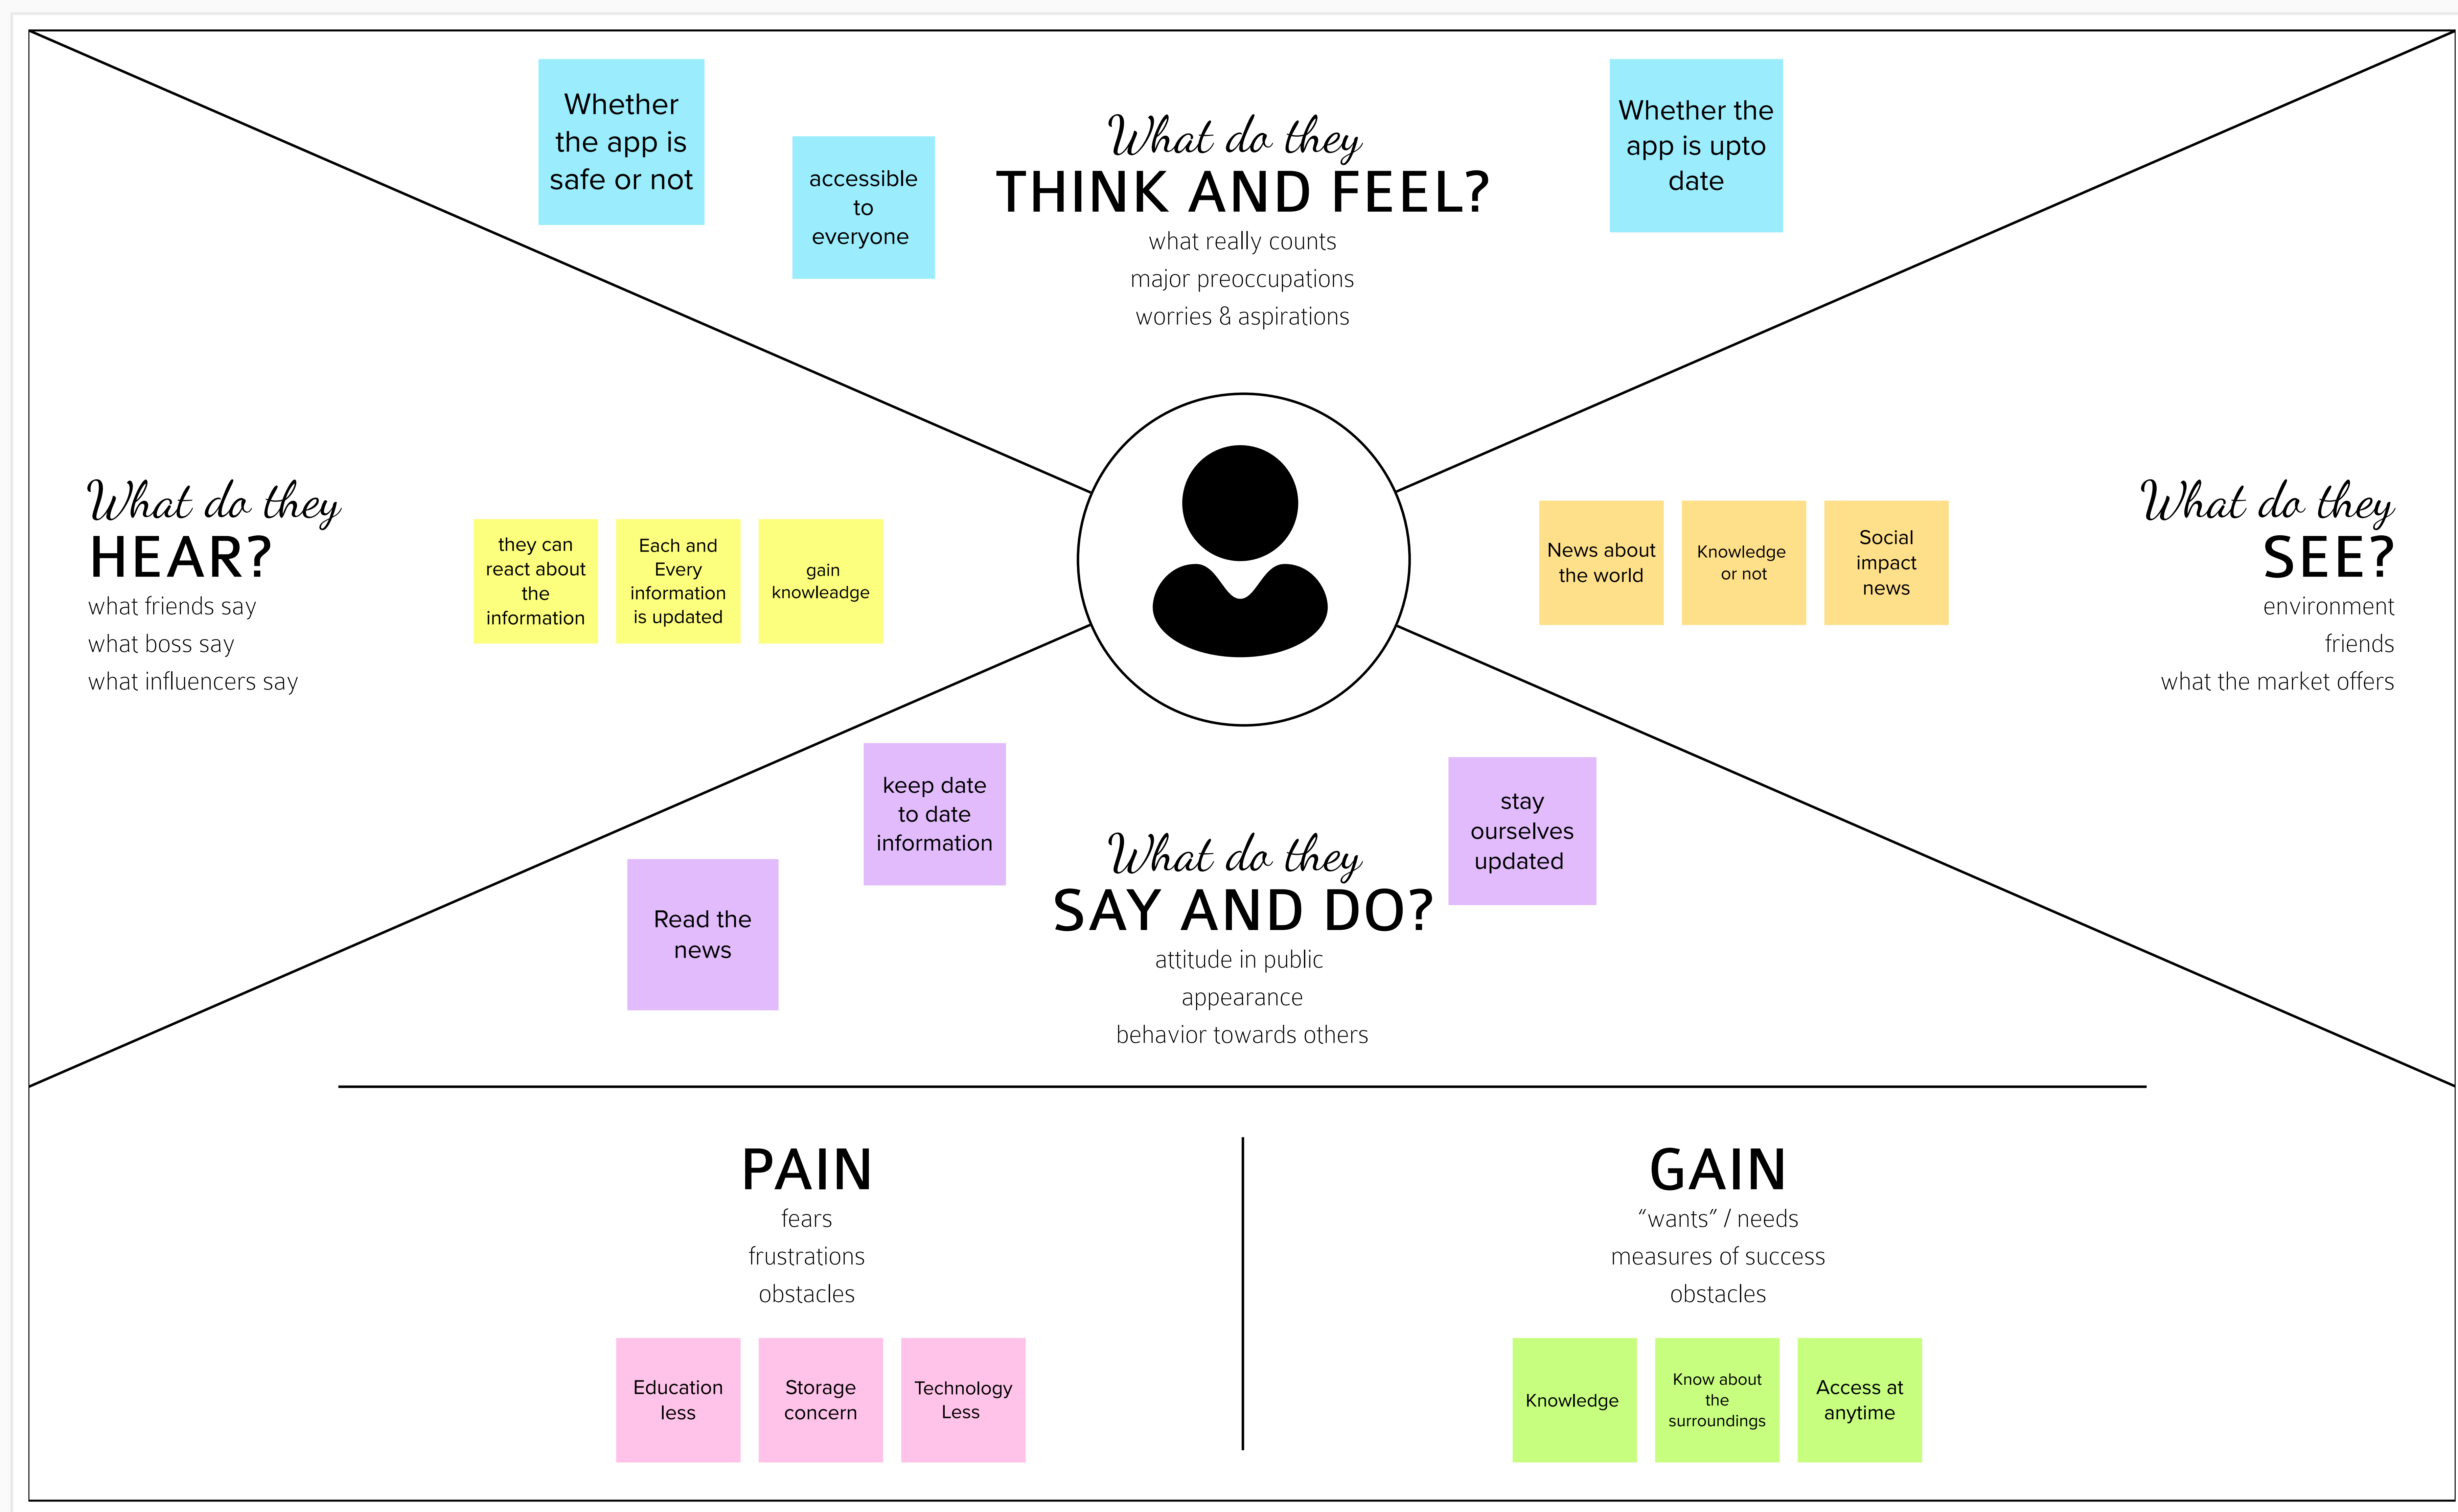 Whether
the app is
safe or not
accessible
to
everyone
What do they
THINK AND FEEL?
what really counts
major preoccupations
worries & aspirations
Whether the
app is upto
date
What do they
HEAR?
what friends say
what boss say
what influencers say
they can
react about
the
information
Each and
Every
information
is updated
gain
knowleadge
News about
the world
Knowledge
or not
Social
impact
news
What do they
SEE?
environment
friends
what the market offers
keep date
to date
information
Read the
news
What do they
SAY AND DO?
attitude in public
appearance
behavior towards others
stay
ourselves
updated
PAIN
fears
frustrations
obstacles
Education
less
Storage
concern
Technology
Less
GAIN
“wants” / needs
measures of success
obstacles
Knowledge
Know about
the
surroundings
Access at
anytime